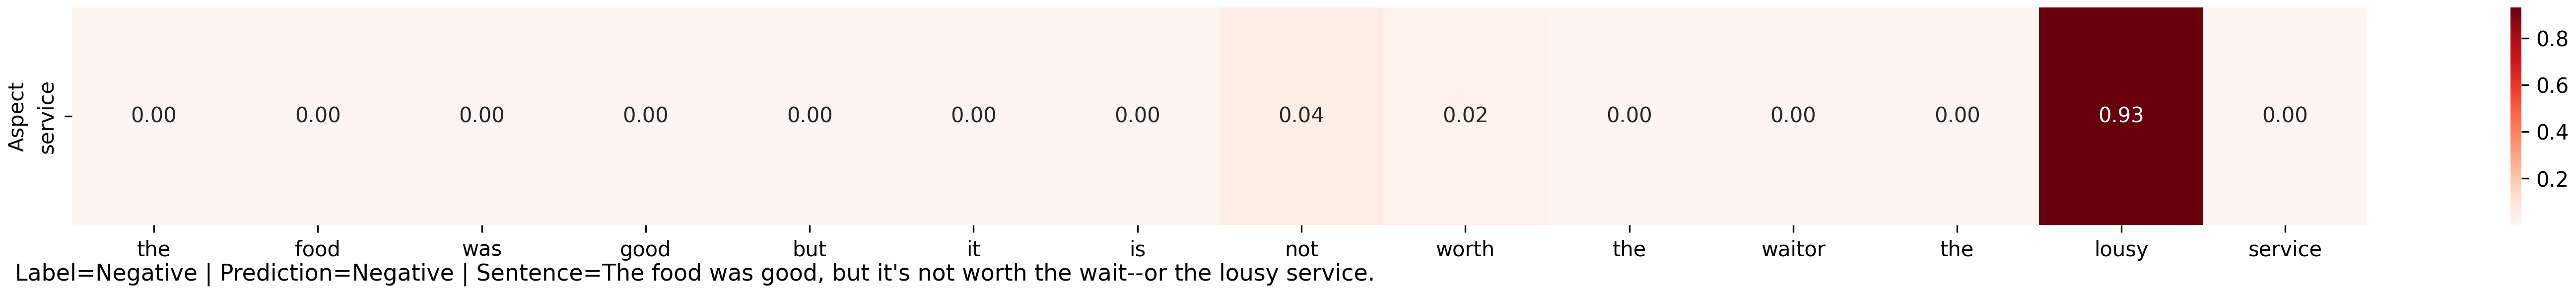 Aspect
service
0.00 0.00 0.00 0.00 0.00 0.00 0.00 0.04 0.02 0.00 0.00 0.00 0.93 0.00
the food was good but it is not worth the waitor the lousy service
Label=Negative | Prediction=Negative | Sentence=The food was good, but it's not worth the wait--or the lousy service.
0.8
0.6
0.4
0.2